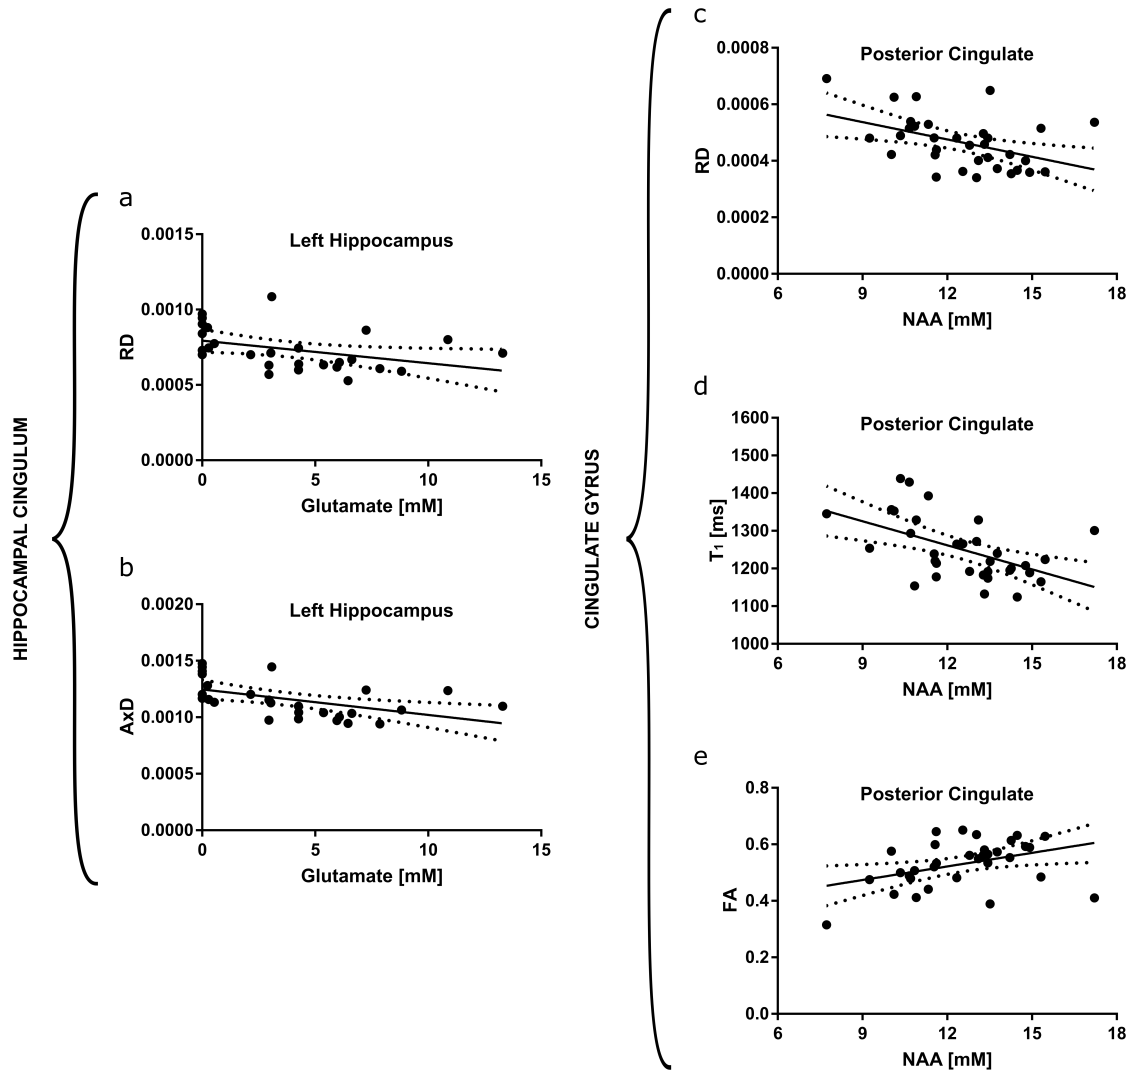 HIPPOCAMPAL CINGULUM
a
Left Hippocampus
RD
0.0015
0.0010
0.0005
0.0000
0 5 10 15
Glutamate [mM]
b
Left Hippocampus
AxD
0.0020
0.0015
0.0010
0.0005
0.0000
0 5 10 15
Glutamate [mM]
CINGULATE GYRUS
c
Posterior Cingulate
RD
0.0008
0.0006
0.0004
0.0002
0.0000
6 9 12 15 18
NAA [mM]
d
Posterior Cingulate
T1 [ms]
1600
1500
1400
1300
1200
1100
1000
6 9 12 15 18
NAA [mM]
e
Posterior Cingulate
FA
0.8
0.6
0.4
0.2
0.0
6 9 12 15 18
NAA [mM]